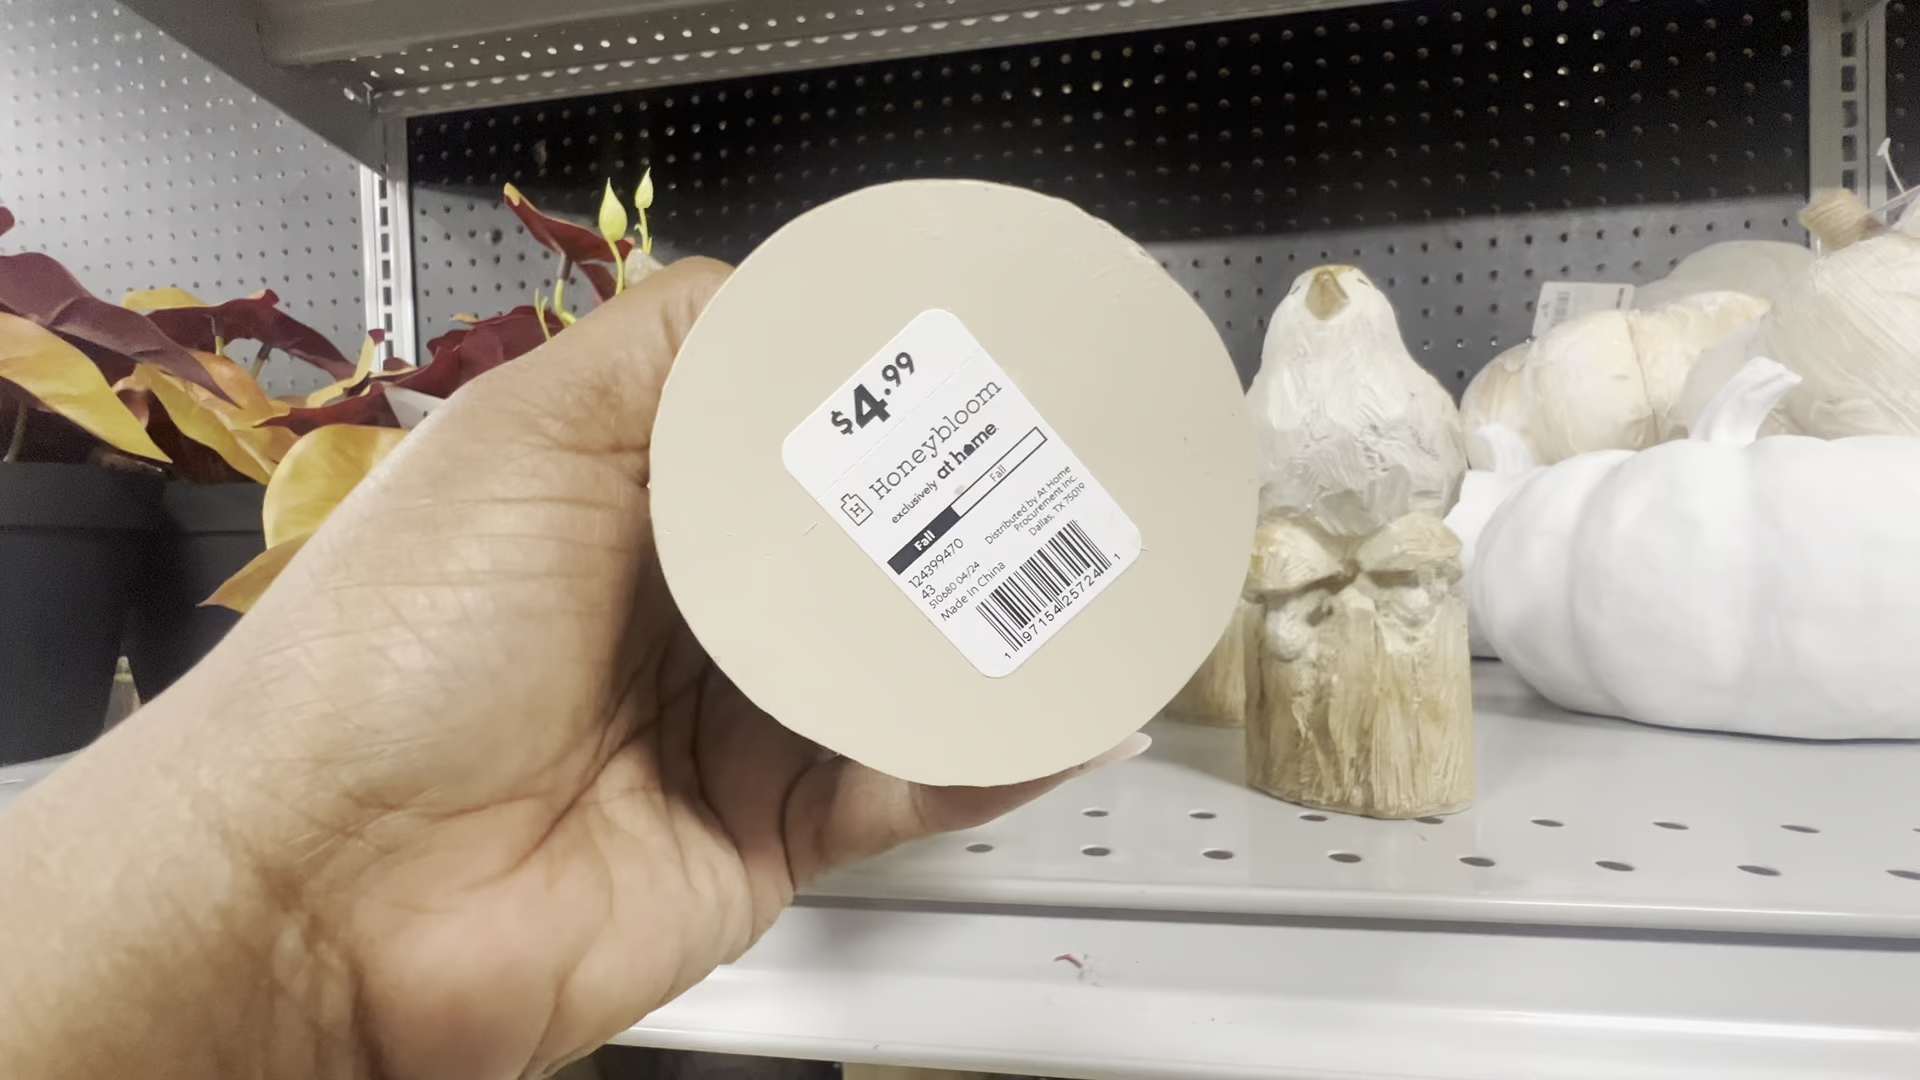 $4.99
H Honeybloom
exclusively at home
Fall Fall
124399470
43
510680 04/24
Made In China
Distributed by At Home
Procurement Inc.
Dallas, TX 75019
1 97154 25724 1